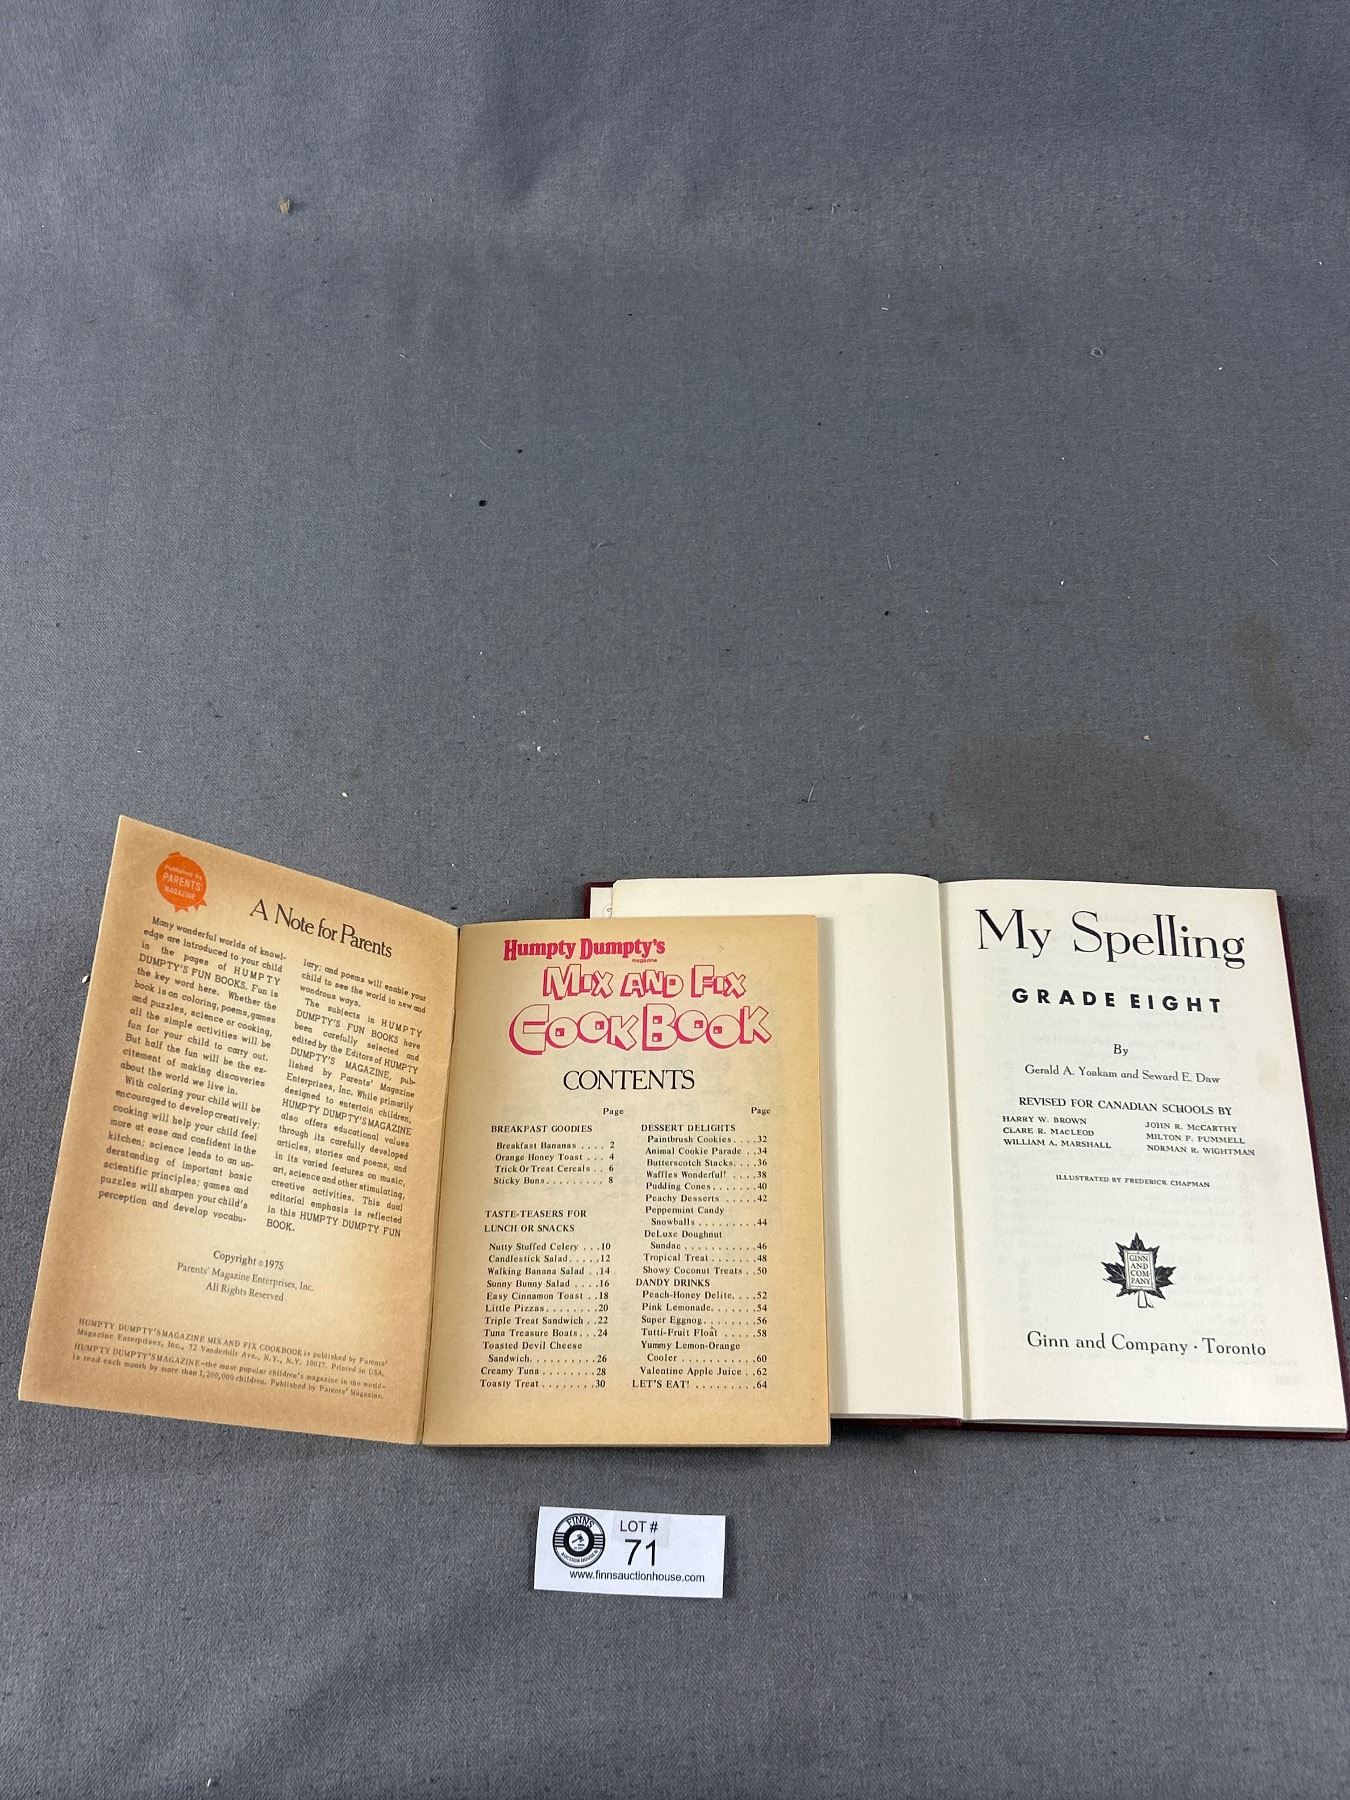 Published by
PARENTS'
MAGAZINE
A Note for Parents
Many wonderful worlds of knowl-
edge are introduced to your child
in the pages of HUMPTY
DUMPTY'S FUN BOOKS. Fun is
the key word here. Whether the
book is on coloring, poems, games
and puzzles, science or cooking,
all the simple activities will be
fun for your child to carry out.
But half the fun will be the ex-
citement of making discoveries
about the world we live in.
With coloring your child will be
encouraged to develop creatively;
cooking will help your child feel
more at ease and confident in the
kitchen; science leads to an un-
derstanding of important basic
scientific principles; games and
puzzles will sharpen your child's
perception and develop vocabu-
lary; and poems will enable your
child to see the world in new and
wondrous ways.
The subjects in HUMPTY
DUMPTY'S FUN BOOKS have
been carefully selected and
edited by the Editors of HUMPTY
DUMPTY'S MAGAZINE, pub-
lished by Parents' Magazine
Enterprises, Inc. While primarily
designed to entertain children,
HUMPTY DUMPTY'S MAGAZINE
also offers educational values
through its carefully developed
articles, stories and poems, and
in its varied features on music,
art, science and other stimulating,
creative activities. This dual
editorial emphasis is reflected
in this HUMPTY DUMPTY FUN
BOOK.
Copyright © 1975
Parents' Magazine Enterprises, Inc.
All Rights Reserved
HUMPTY DUMPTY'S MAGAZINE MIX AND FIX COOKBOOK is published by Parents'
Magazine Enterprises, Inc., 52 Vanderbilt Ave., N.Y., N.Y. 10017. Printed in USA.
HUMPTY DUMPTY'S MAGAZINE—the most popular children's magazine in the world—
is read each month by more than 1,200,000 children. Published by Parents' Magazine.
Humpty Dumpty's
magazine
MIX AND FIX
COOK BOOK
CONTENTS
Page
BREAKFAST GOODIES
Breakfast Bananas . . . . 2
Orange Honey Toast . . . 4
Trick Or Treat Cereals . . 6
Sticky Buns . . . . . . . . . 8
TASTE-TEASERS FOR
LUNCH OR SNACKS
Nutty Stuffed Celery . . . 10
Candlestick Salad . . . . . 12
Walking Banana Salad . . 14
Sunny Bunny Salad . . . . 16
Easy Cinnamon Toast . . 18
Little Pizzas . . . . . . . . 20
Triple Treat Sandwich . . 22
Tuna Treasure Boats . . . 24
Toasted Devil Cheese
Sandwich . . . . . . . . . . 26
Creamy Tuna . . . . . . . . 28
Toasty Treat . . . . . . . . 30
Page
DESSERT DELIGHTS
Paintbrush Cookies . . . . 32
Animal Cookie Parade . . 34
Butterscotch Stacks . . . . 36
Waffles Wonderful! . . . . 38
Pudding Cones . . . . . . . 40
Peachy Desserts . . . . . 42
Peppermint Candy
Snowballs . . . . . . . . . 44
DeLuxe Doughnut
Sundae . . . . . . . . . . . 46
Tropical Treat . . . . . . . 48
Showy Coconut Treats . . 50
DANDY DRINKS
Peach-Honey Delite . . . . 52
Pink Lemonade . . . . . . . 54
Super Eggnog . . . . . . . . 56
Tutti-Fruit Float . . . . . 58
Yummy Lemon-Orange
Cooler . . . . . . . . . . . 60
Valentine Apple Juice . . 62
LET'S EAT! . . . . . . . . . 64
My Spelling
GRADE EIGHT
By
Gerald A. Yoakam and Seward E. Daw
REVISED FOR CANADIAN SCHOOLS BY
HARRY W. BROWN
CLARE R. MacLEOD
WILLIAM A. MARSHALL
JOHN R. McCARTHY
MILTON F. PUMMELL
NORMAN R. WIGHTMAN
ILLUSTRATED BY FREDERICK CHAPMAN
GINN
AND
COM
PANY
Ginn and Company · Toronto
FINNS
AUCTION HOUSE
LOT #
71
www.finnsauctionhouse.com